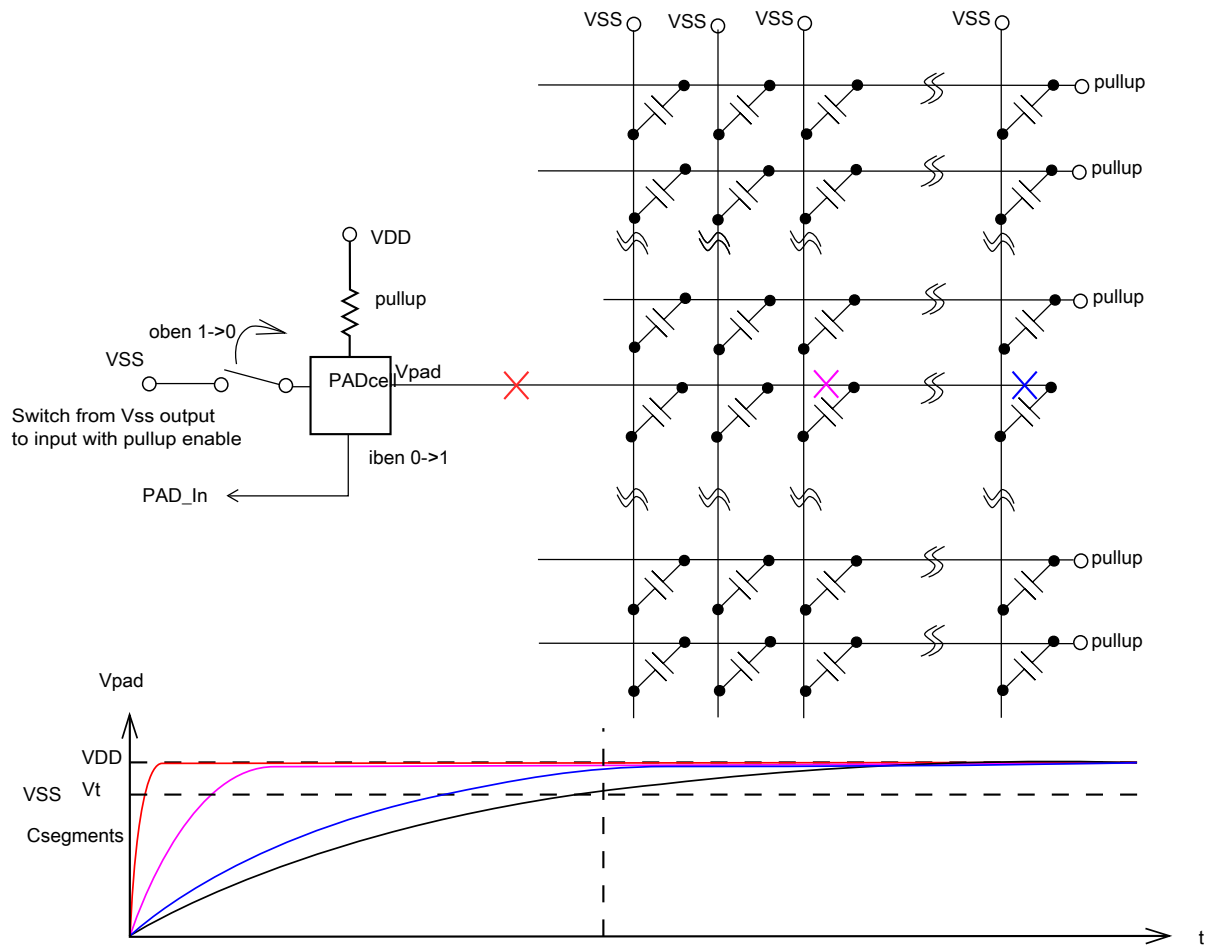 VSS
VSS
VSS
VSS
pullup
pullup
VDD
pullup
pullup
oben 1->0
VSS
PADcell
Vpad
Switch from Vss output
to input with pullup enable
iben 0->1
PAD_In
pullup
pullup
Vpad
VDD
VSS
Vt
Csegments
t